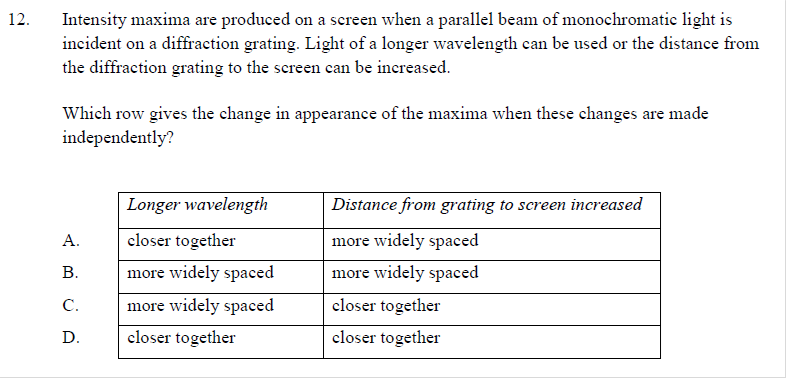 12. Intensity maxima are produced on a screen when a parallel beam of monochromatic light is
incident on a diffraction grating. Light of a longer wavelength can be used or the distance from
the diffraction grating to the screen can be increased.
Which row gives the change in appearance of the maxima when these changes are made
independently?
Longer wavelength Distance from grating to screen increased
A. closer together more widely spaced
B. more widely spaced more widely spaced
C. more widely spaced closer together
D. closer together closer together